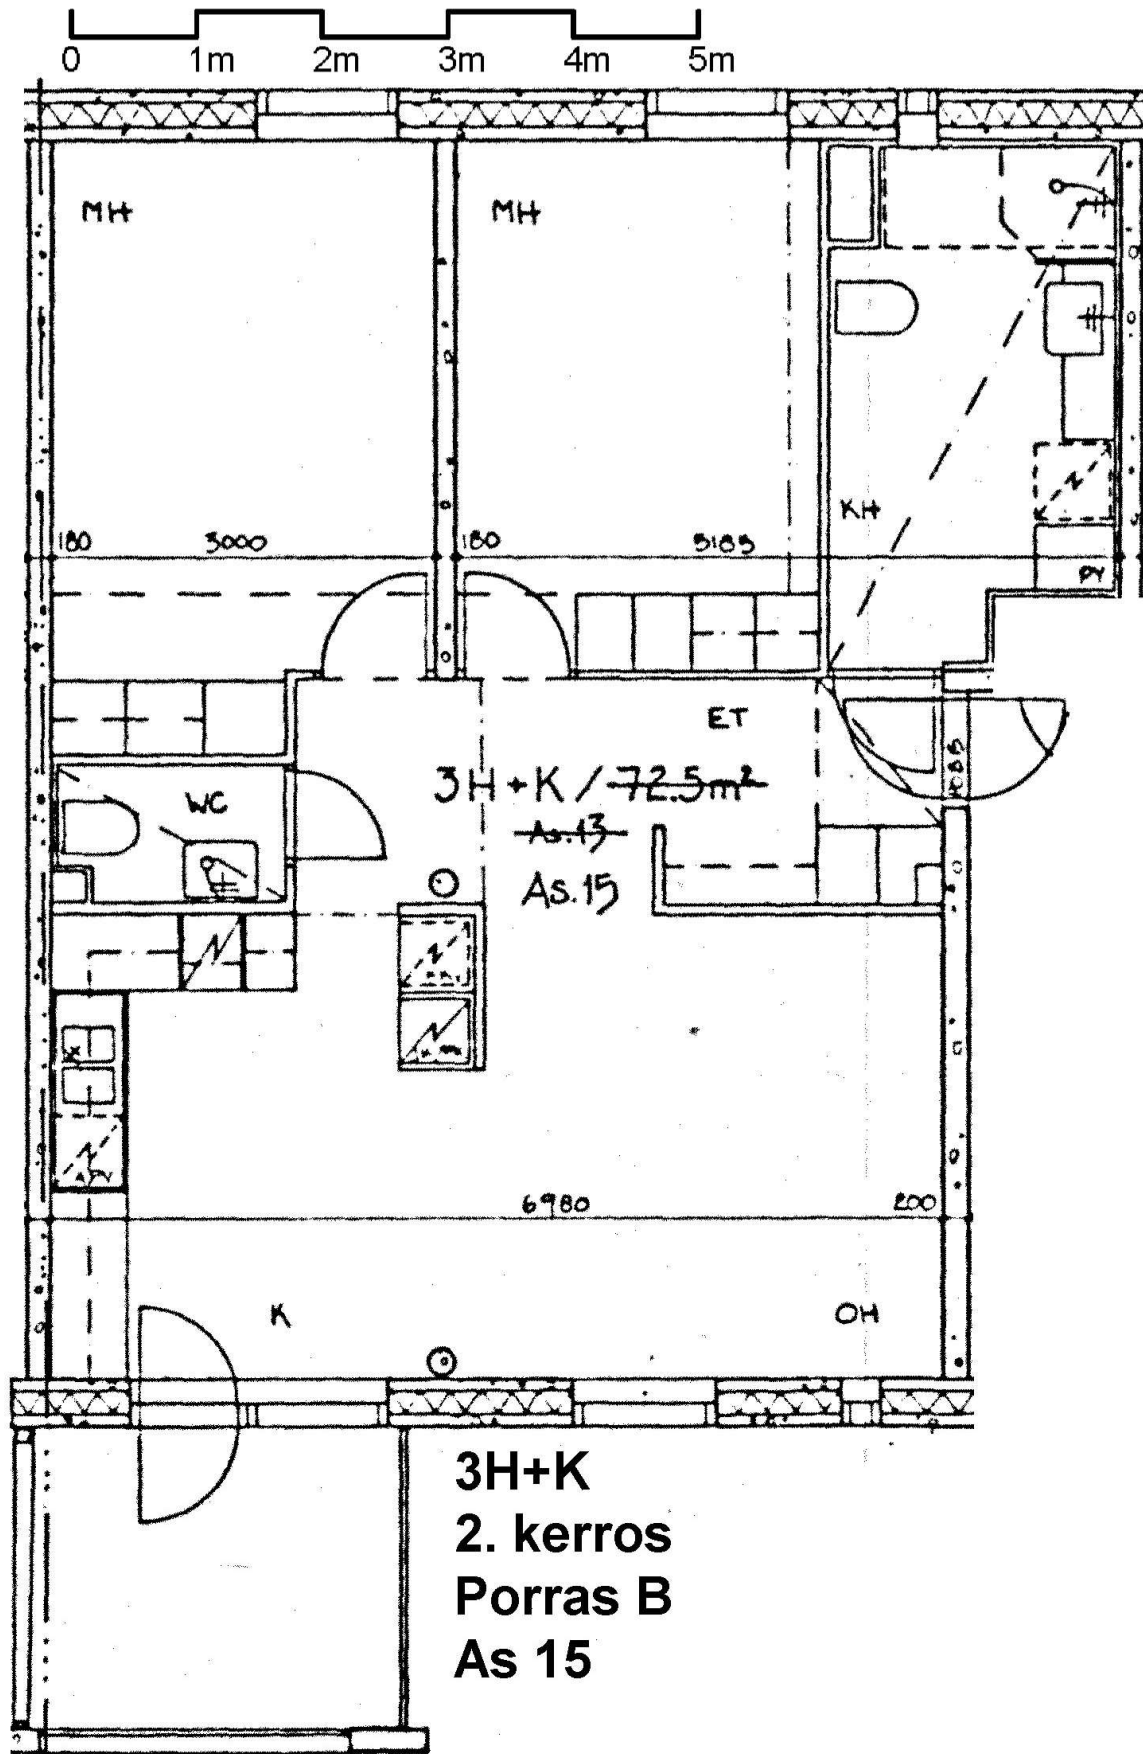 0 1m 2m 3m 4m 5m
MH MH
KH
180 3000 180 5185
PY
ET
WC
3H+K / 72.5m²
As.13
As.15
6980 200
K OH
3H+K
2. kerros
Porras B
As 15